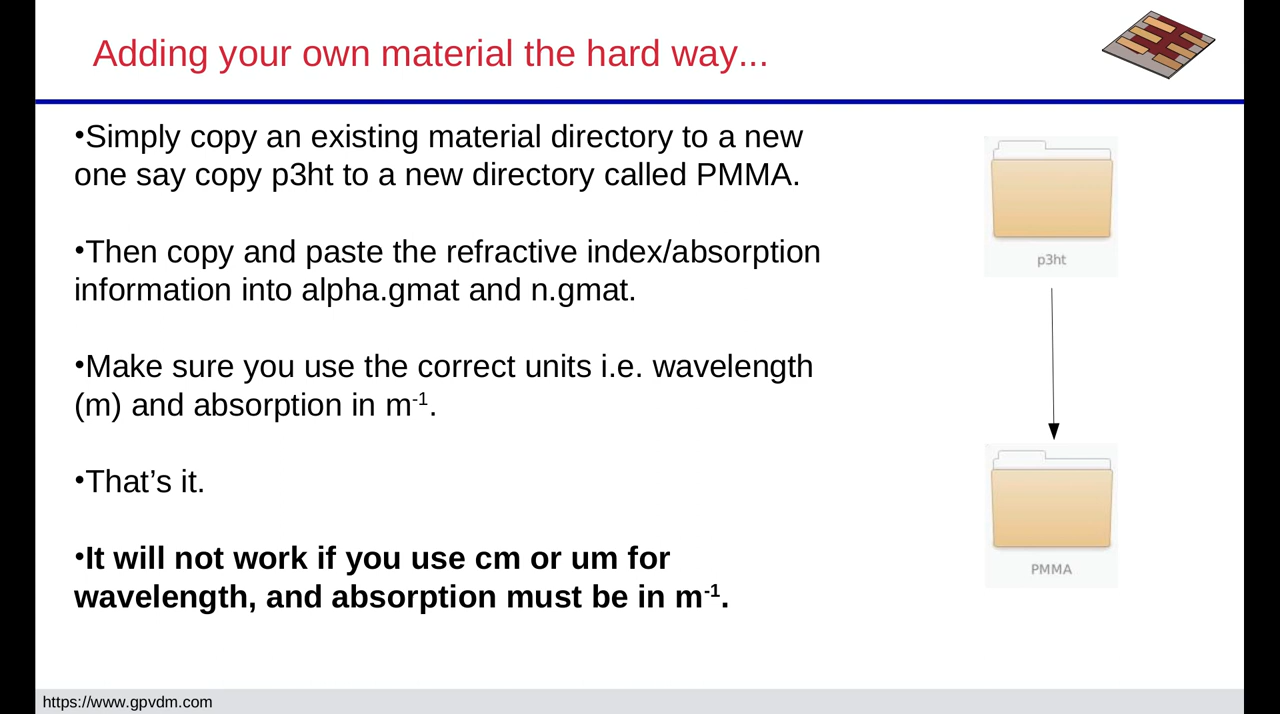 Adding your own material the hard way...
•Simply copy an existing material directory to a new
one say copy p3ht to a new directory called PMMA.
•Then copy and paste the refractive index/absorption
information into alpha.gmat and n.gmat.
•Make sure you use the correct units i.e. wavelength
(m) and absorption in m-1.
•That’s it.
•It will not work if you use cm or um for
wavelength, and absorption must be in m-1.
p3ht
PMMA
https://www.gpvdm.com